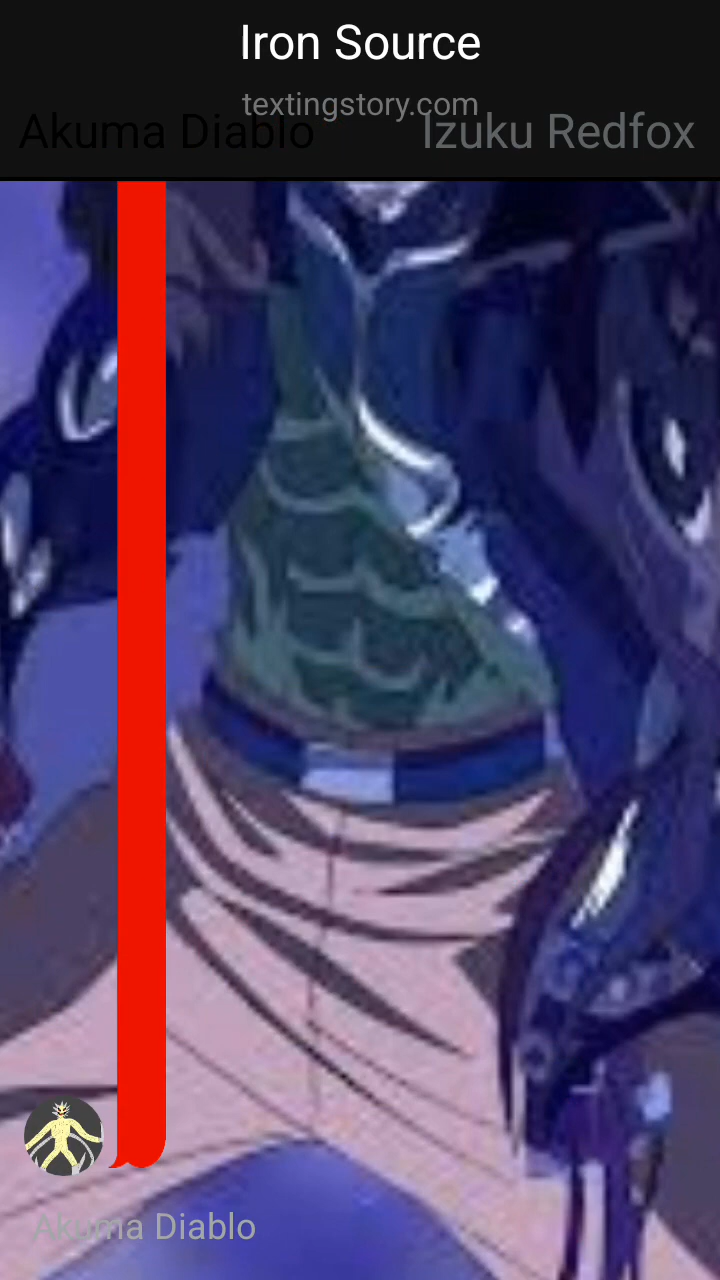 Iron Source
textingstory.com
Akuma Diablo Izuku Redfox
Akuma Diablo